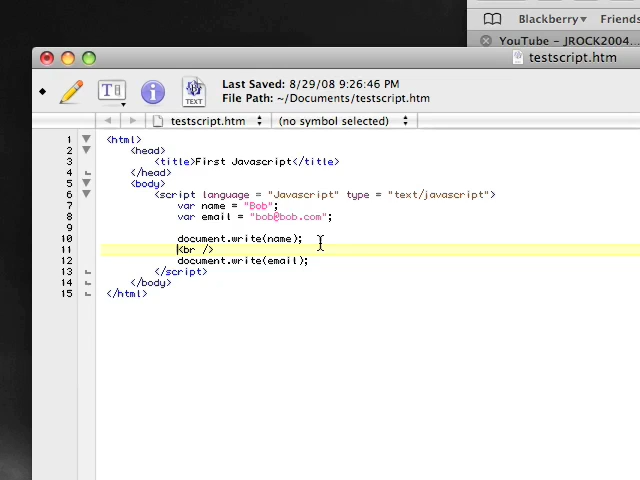 Blackberry▾ Friends
YouTube - JROCK2004...
testscript.htm
Last Saved: 8/29/08 9:26:46 PM
File Path: ~/Documents/testscript.htm
T
i
TEXT
testscript.htm (no symbol selected)
1 <html>
2 <head>
3 <title>First Javascript</title>
4 </head>
5 <body>
6 <script language = "Javascript" type = "text/javascript">
7 var name = "Bob";
8 var email = "bob@bob.com";
9
10 document.write(name);
11 <br />
12 document.write(email);
13 </script>
14 </body>
15 </html>